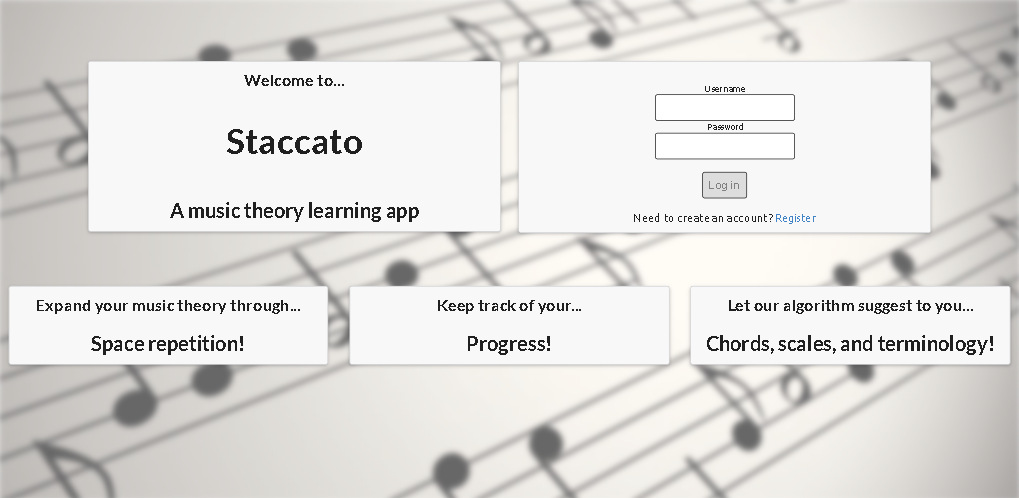 Welcome to...
Staccato
A music theory learning app
Username
Password
Log in
Need to create an account? Register
Expand your music theory through...
Space repetition!
Keep track of your...
Progress!
Let our algorithm suggest to you...
Chords, scales, and terminology!